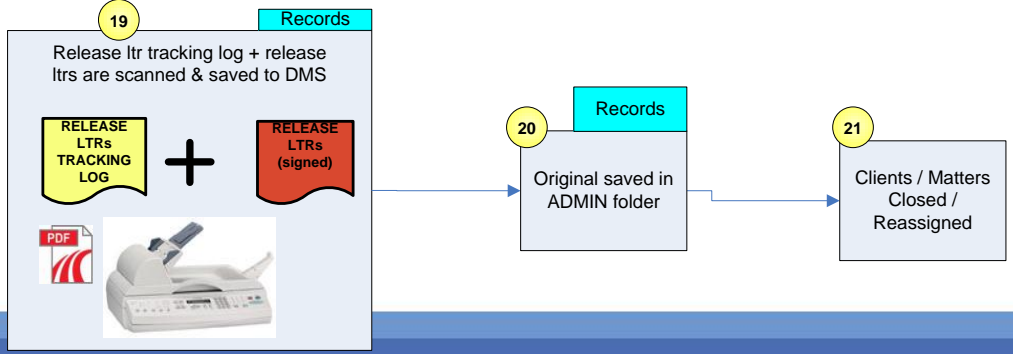 19
Records
Release ltr tracking log + release
ltrs are scanned & saved to DMS
RELEASE
LTRs
TRACKING
LOG
RELEASE
LTRs
(signed)
PDF
20
Records
Original saved in
ADMIN folder
21
Clients / Matters
Closed /
Reassigned